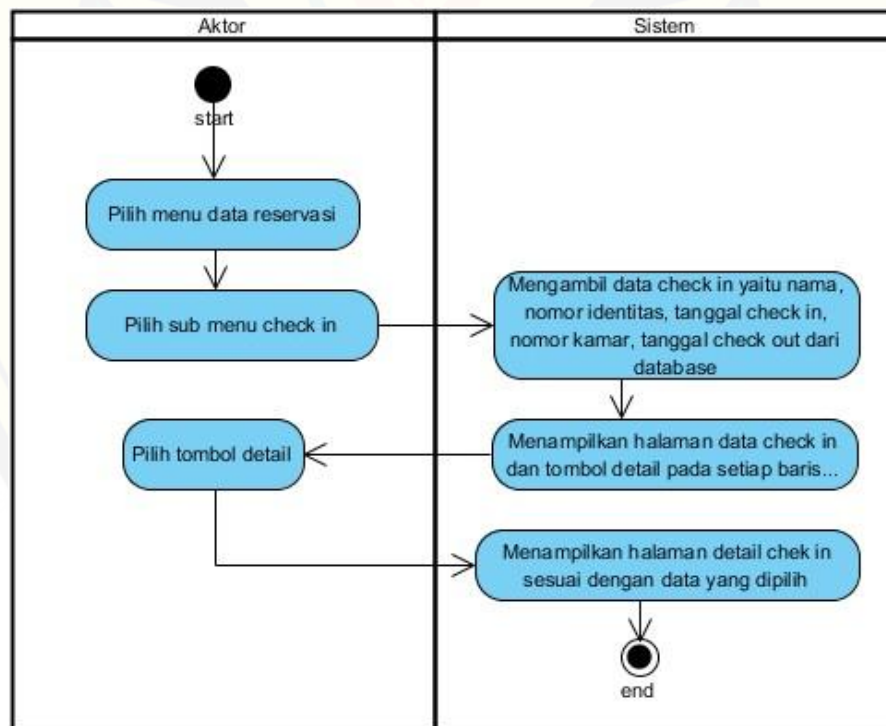 Aktor
Sistem
start
Pilih menu data reservasi
Pilih sub menu check in
Mengambil data check in yaitu nama,
nomor identitas, tanggal check in,
nomor kamar, tanggal check out dari
database
Menampilkan halaman data check in
dan tombol detail pada setiap baris...
Pilih tombol detail
Menampilkan halaman detail chek in
sesuai dengan data yang dipilih
end